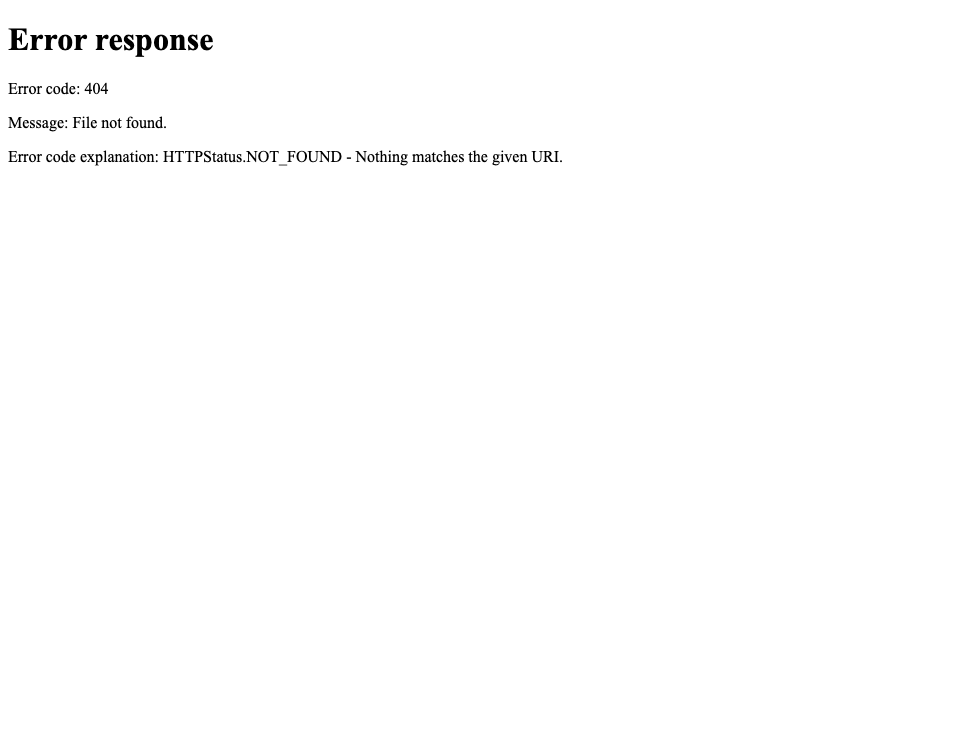 Error response
Error code: 404
Message: File not found.
Error code explanation: HTTPStatus.NOT_FOUND - Nothing matches the given URI.